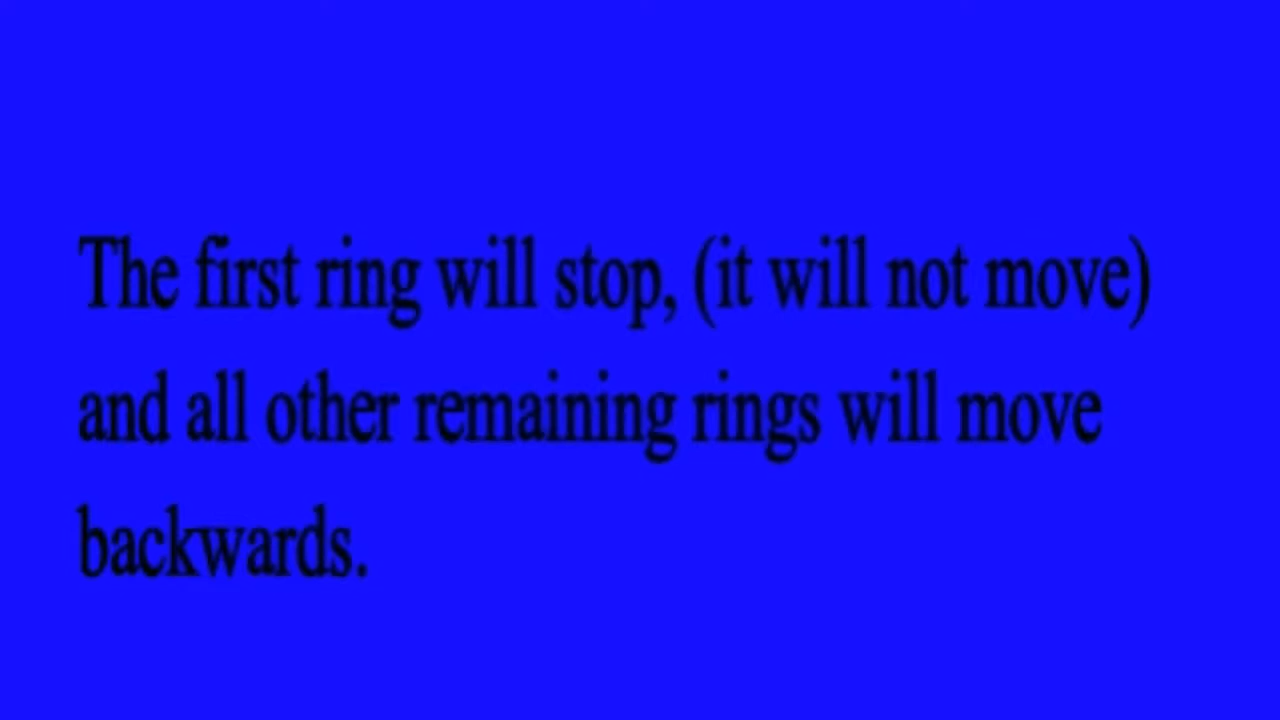 The first ring will stop, (it will not move)
and all other remaining rings will move
backwards.